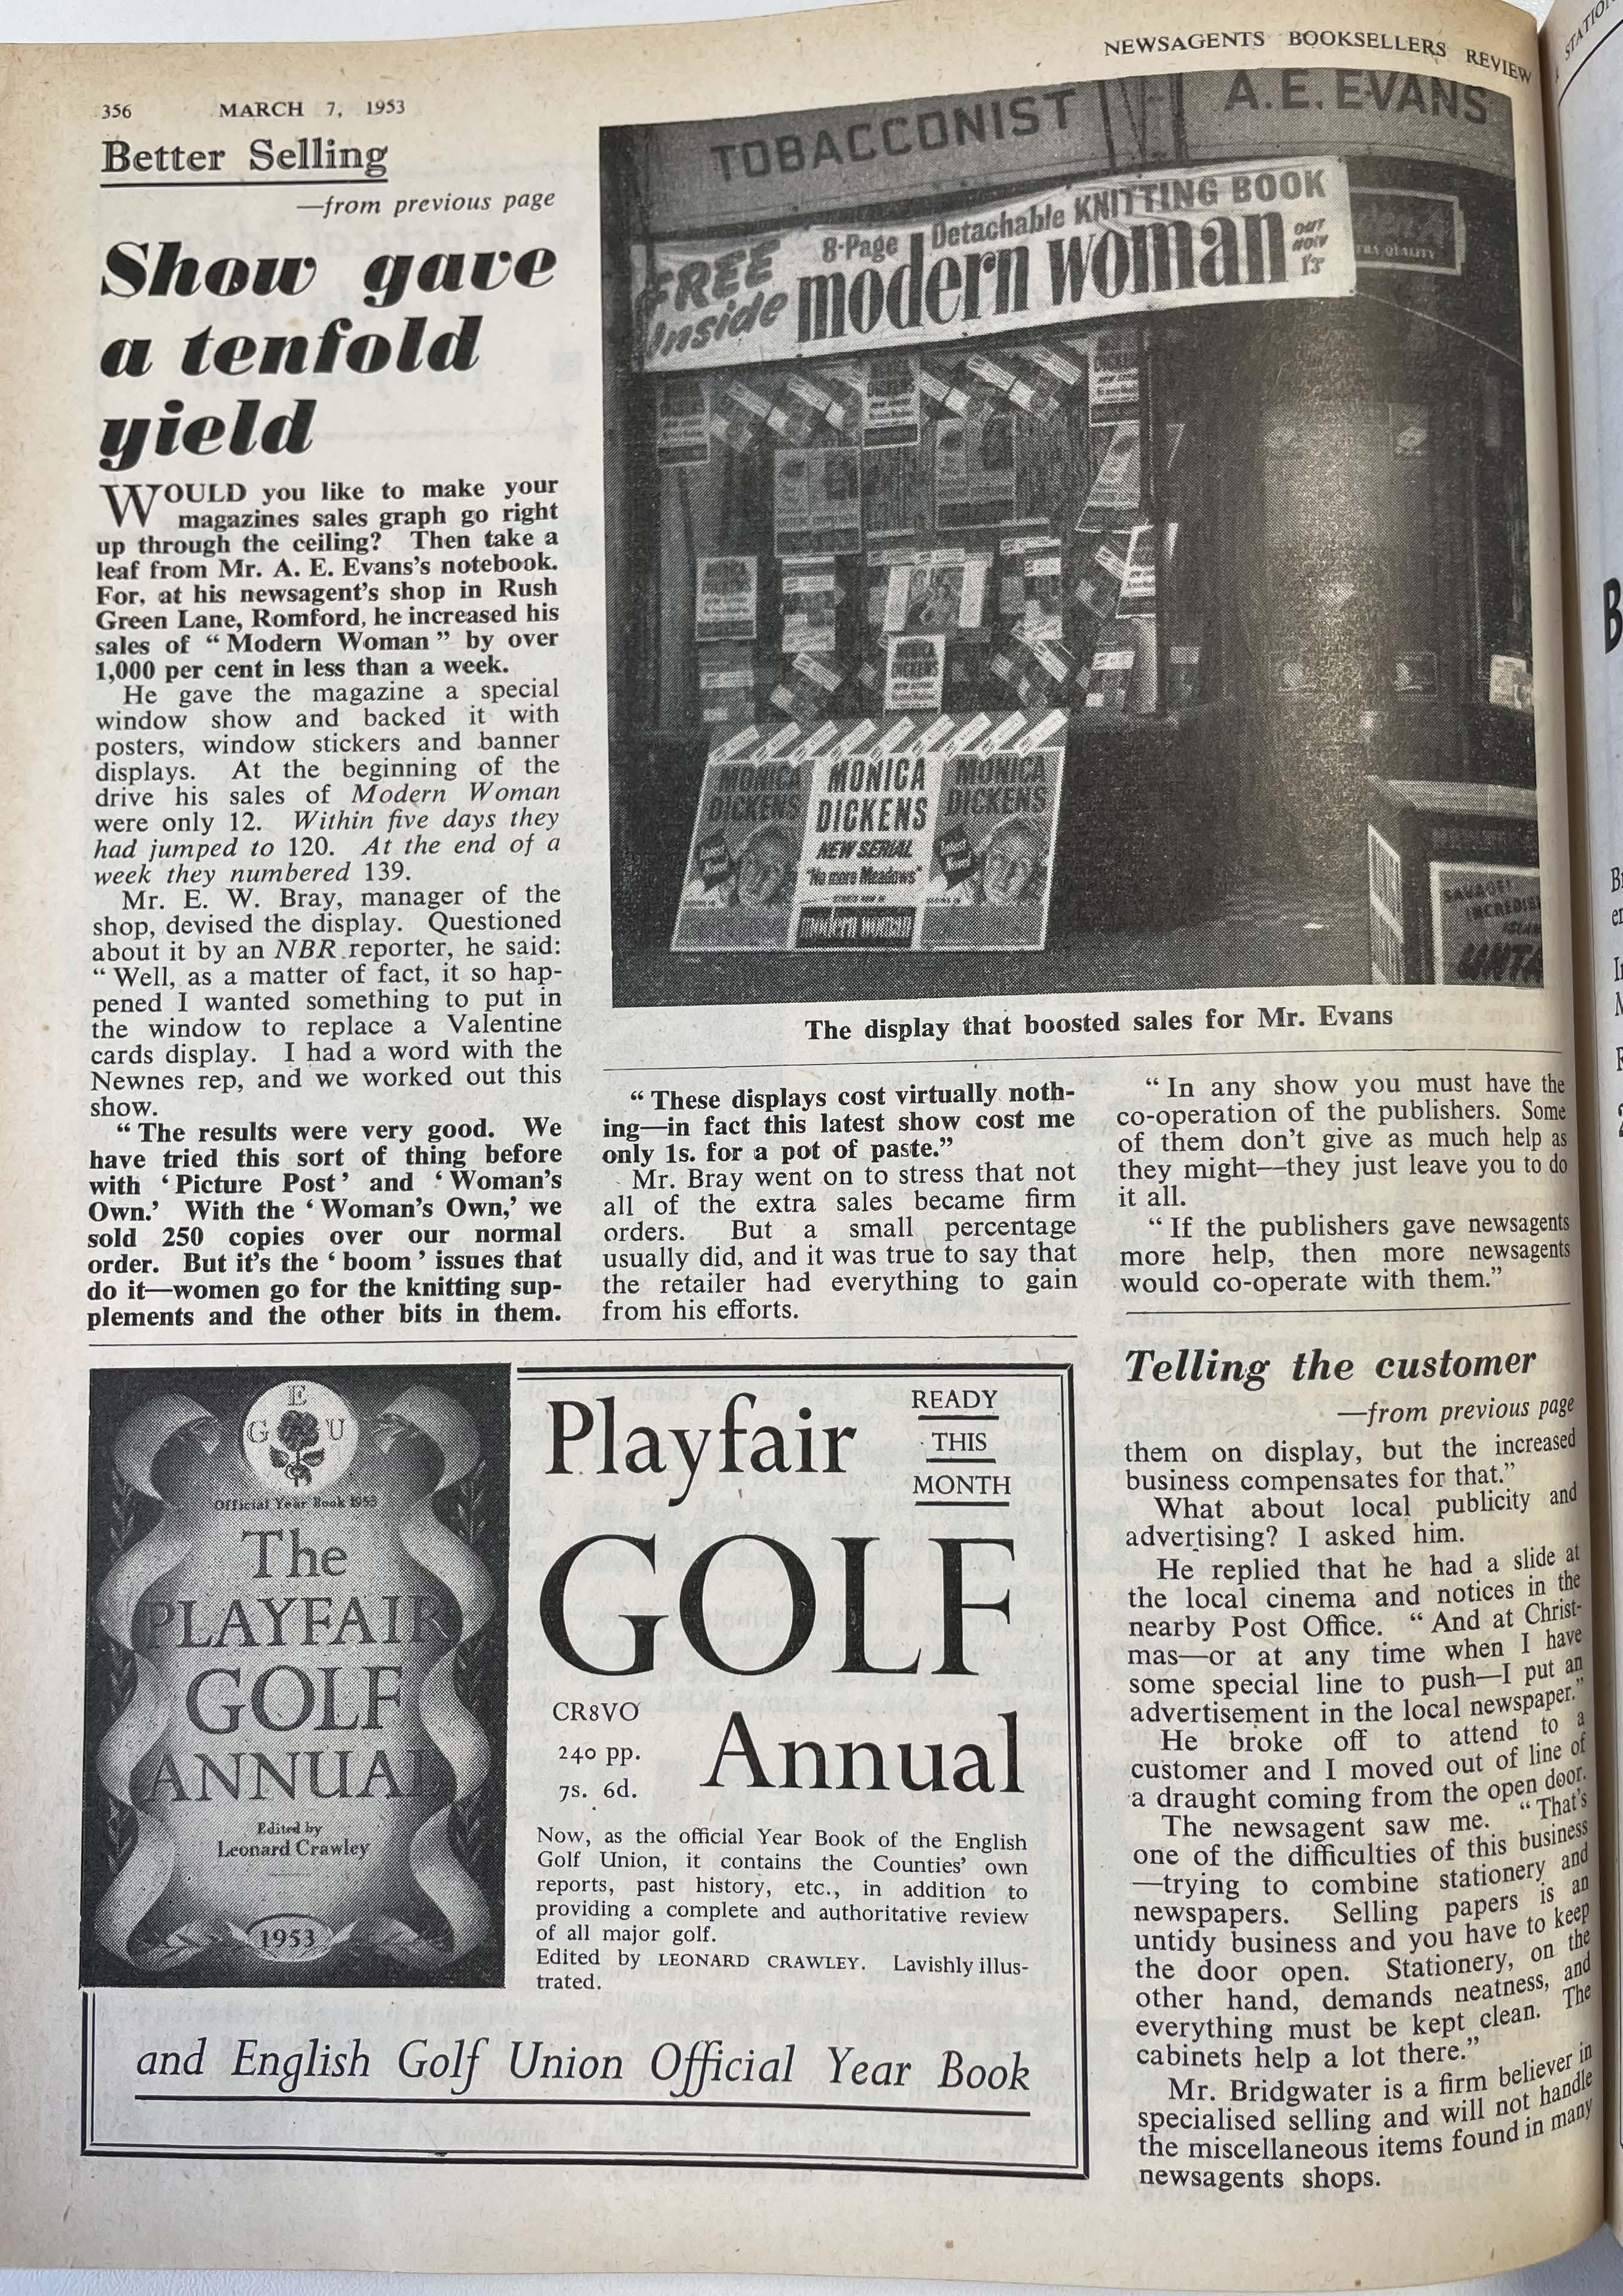 NEWSAGENTS BOOKSELLERS REVIEW
356 MARCH 7, 1953
Better Selling
—from previous page
Show gave
a tenfold
yield
WOULD you like to make your
magazines sales graph go right
up through the ceiling? Then take a
leaf from Mr. A. E. Evans's notebook.
For, at his newsagent's shop in Rush
Green Lane, Romford, he increased his
sales of “ Modern Woman ” by over
1,000 per cent in less than a week.
He gave the magazine a special
window show and backed it with
posters, window stickers and banner
displays. At the beginning of the
drive his sales of Modern Woman
were only 12. Within five days they
had jumped to 120. At the end of a
week they numbered 139.
Mr. E. W. Bray, manager of the
shop, devised the display. Questioned
about it by an NBR reporter, he said:
“ Well, as a matter of fact, it so hap-
pened I wanted something to put in
the window to replace a Valentine
cards display. I had a word with the
Newnes rep, and we worked out this
show.
“ The results were very good. We
have tried this sort of thing before
with ‘ Picture Post ’ and ‘ Woman's
Own.’ With the ‘ Woman's Own,’ we
sold 250 copies over our normal
order. But it's the ‘ boom ’ issues that
do it—women go for the knitting sup-
plements and the other bits in them.
TOBACCONIST A.E. EVANS
FREE Inside
8-Page Detachable KNITTING BOOK
modern woman
OUT NOW 1'3
QUALITY
MONICA DICKENS
MONICA DICKENS
MONICA DICKENS
MONICA DICKENS
NEW SERIAL
"No more Meadows"
modern woman
SAVAGE!
The display that boosted sales for Mr. Evans
“ These displays cost virtually noth-
ing—in fact this latest show cost me
only 1s. for a pot of paste.”
Mr. Bray went on to stress that not
all of the extra sales became firm
orders. But a small percentage
usually did, and it was true to say that
the retailer had everything to gain
from his efforts.
“ In any show you must have the
co-operation of the publishers. Some
of them don't give as much help as
they might—they just leave you to do
it all.
“ If the publishers gave newsagents
more help, then more newsagents
would co-operate with them.”
E
G U
Official Year Book 1953
The
PLAYFAIR
GOLF
ANNUAL
Edited by
Leonard Crawley
1953
Playfair
READY
THIS
MONTH
GOLF
Annual
CR8VO
240 pp.
7s. 6d.
Now, as the official Year Book of the English
Golf Union, it contains the Counties' own
reports, past history, etc., in addition to
providing a complete and authoritative review
of all major golf.
Edited by LEONARD CRAWLEY. Lavishly illus-
trated.
and English Golf Union Official Year Book
Telling the customer
—from previous page
them on display, but the increased
business compensates for that.”
What about local publicity and
advertising? I asked him.
He replied that he had a slide at
the local cinema and notices in the
nearby Post Office. “ And at Christ-
mas—or at any time when I have
some special line to push—I put an
advertisement in the local newspaper.”
He broke off to attend to a
customer and I moved out of line of
a draught coming from the open door.
The newsagent saw me. “ That's
one of the difficulties of this business
—trying to combine stationery and
newspapers. Selling papers is an
untidy business and you have to keep
the door open. Stationery, on the
other hand, demands neatness, and
everything must be kept clean. The
cabinets help a lot there.”
Mr. Bridgwater is a firm believer in
specialised selling and will not handle
the miscellaneous items found in many
newsagents shops.